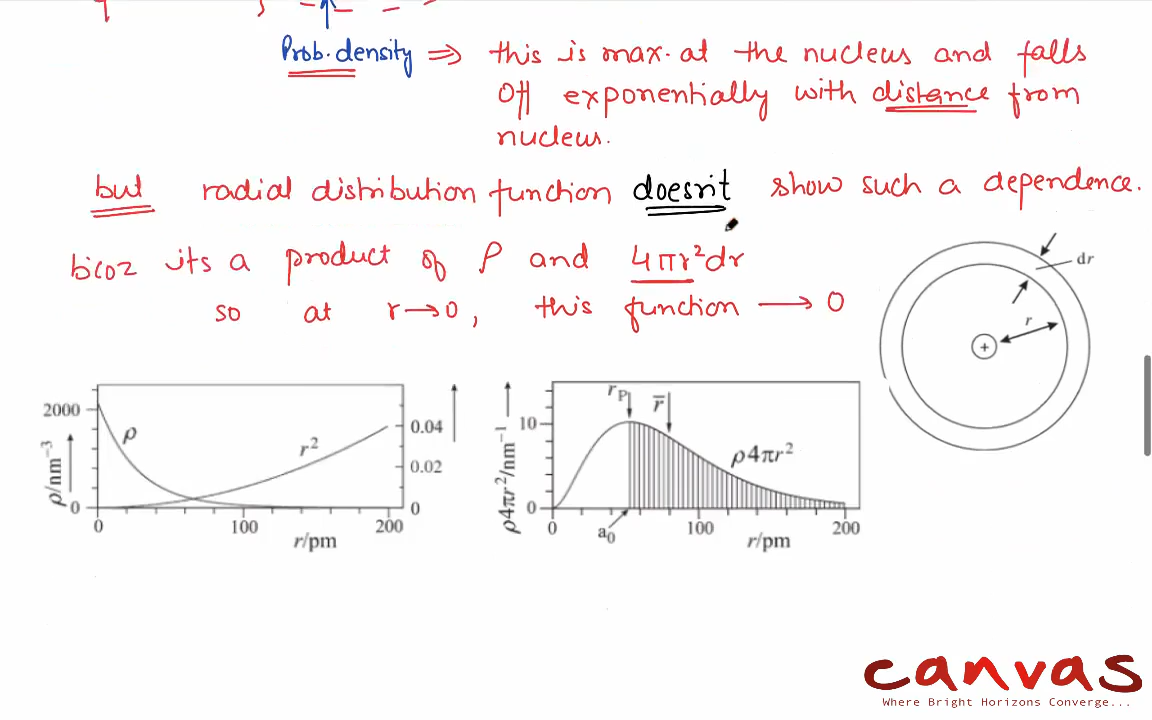 Prob. density ⇒ this is max. at the nucleus and falls
off exponentially with distance from
nucleus.
but radial distribution function doesn't show such a dependence.
bcoz its a product of ρ and 4πr²dr
so at r→0, this function → 0
dr
r
+
2000
ρ/nm⁻³
0
ρ
r²
0.04
0.02
0
0 100 200
r/pm
ρ4πr²/nm⁻¹
10
0
rₚ r̄
ρ4πr²
0 a₀ 100 200
r/pm
canvas
Where Bright Horizons Converge...